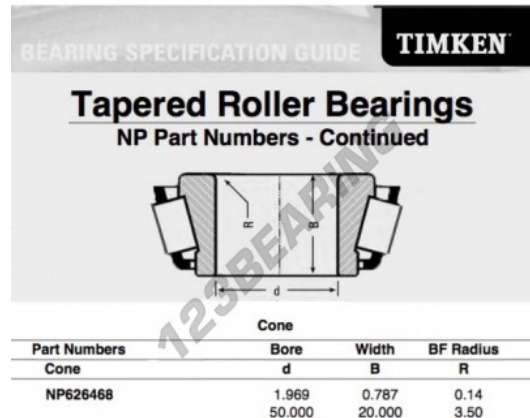 BEARING SPECIFICATION GUIDE
TIMKEN
Tapered Roller Bearings
NP Part Numbers - Continued
R
B
d
123BEARING
Cone
Part Numbers Bore Width BF Radius
Cone d B R
NP626468 1.969 0.787 0.14
50.000 20.000 3.50